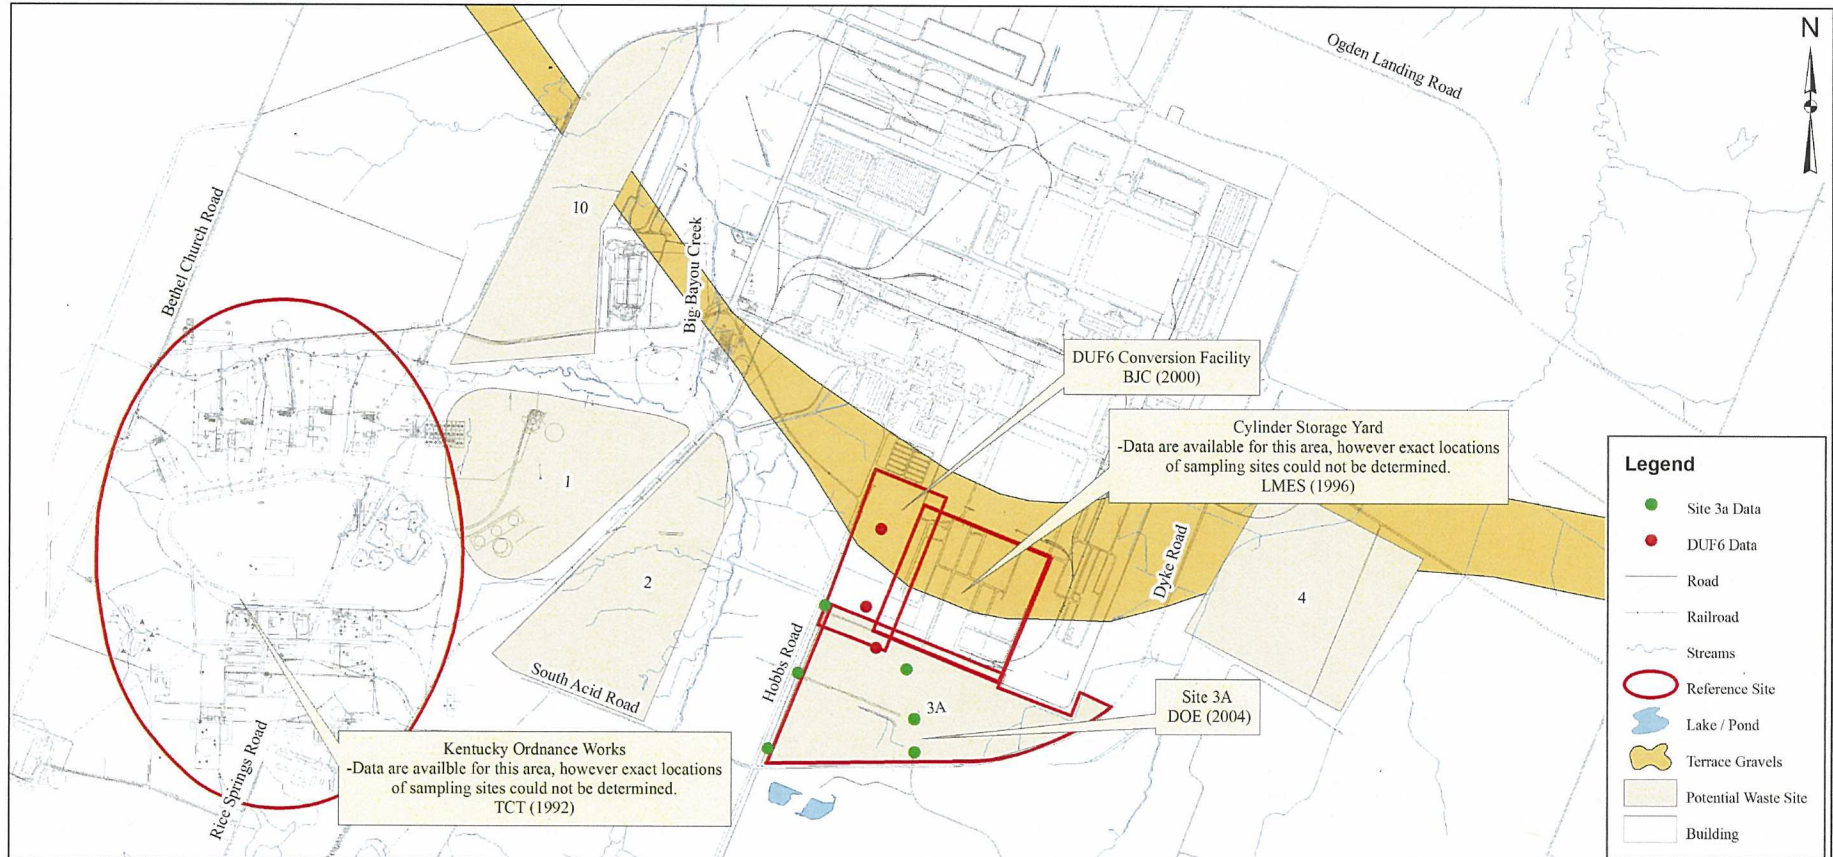 N
Ogden Landing Road
Bethel Church Road
10
Big Bayou Creek
DUF6 Conversion Facility
BJC (2000)
Cylinder Storage Yard
-Data are available for this area, however exact locations
of sampling sites could not be determined.
LMES (1996)
1
2
4
Dyke Road
Hobbs Road
South Acid Road
3A
Site 3A
DOE (2004)
Rice Springs Road
Kentucky Ordnance Works
-Data are availble for this area, however exact locations
of sampling sites could not be determined.
TCT (1992)
Legend
Site 3a Data
DUF6 Data
Road
Railroad
Streams
Reference Site
Lake / Pond
Terrace Gravels
Potential Waste Site
Building